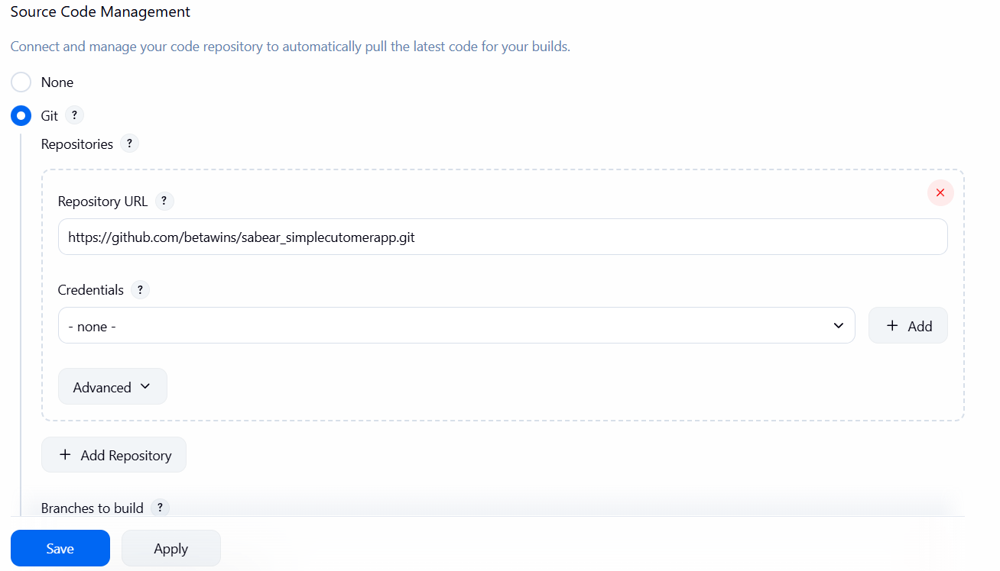 Source Code Management
Connect and manage your code repository to automatically pull the latest code for your builds.
None
Git ?
Repositories ?
Repository URL ?
https://github.com/betawins/sabear_simplecutomerapp.git
Credentials ?
- none -
+ Add
Advanced
+ Add Repository
Branches to build ?
Save Apply